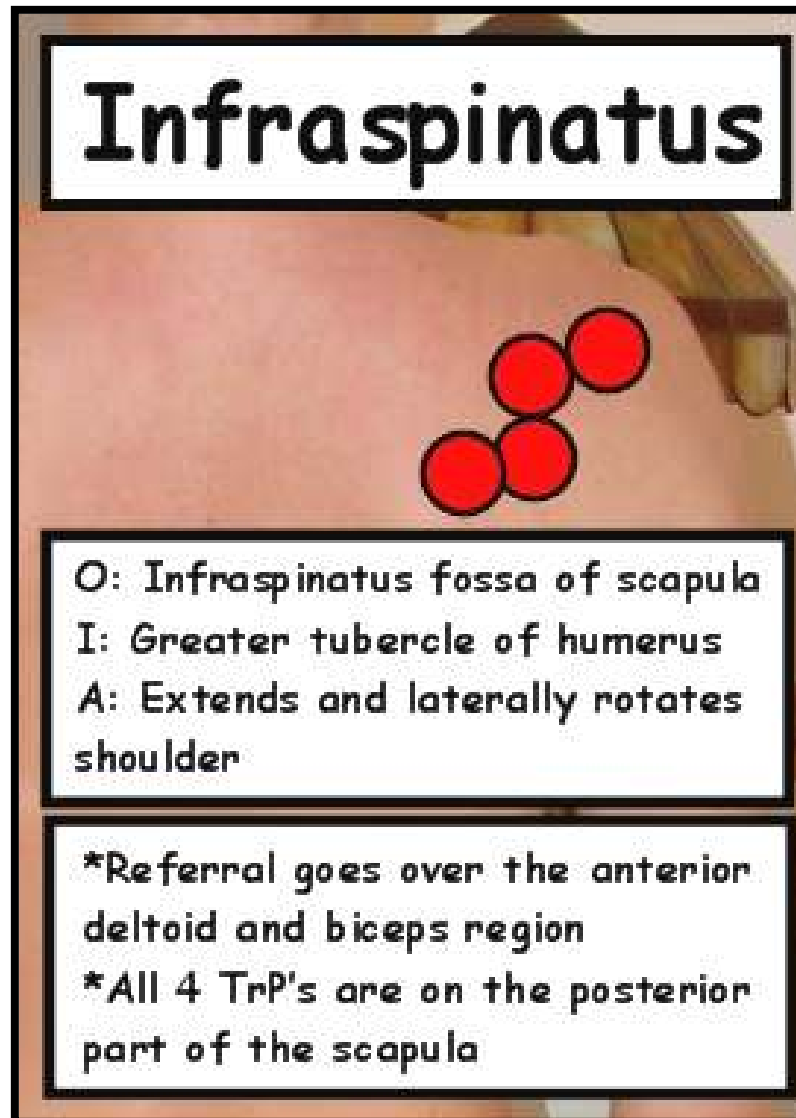 Infraspinatus
O: Infraspinatus fossa of scapula
I: Greater tubercle of humerus
A: Extends and laterally rotates
shoulder
*Referral goes over the anterior
deltoid and biceps region
*All 4 TrP's are on the posterior
part of the scapula